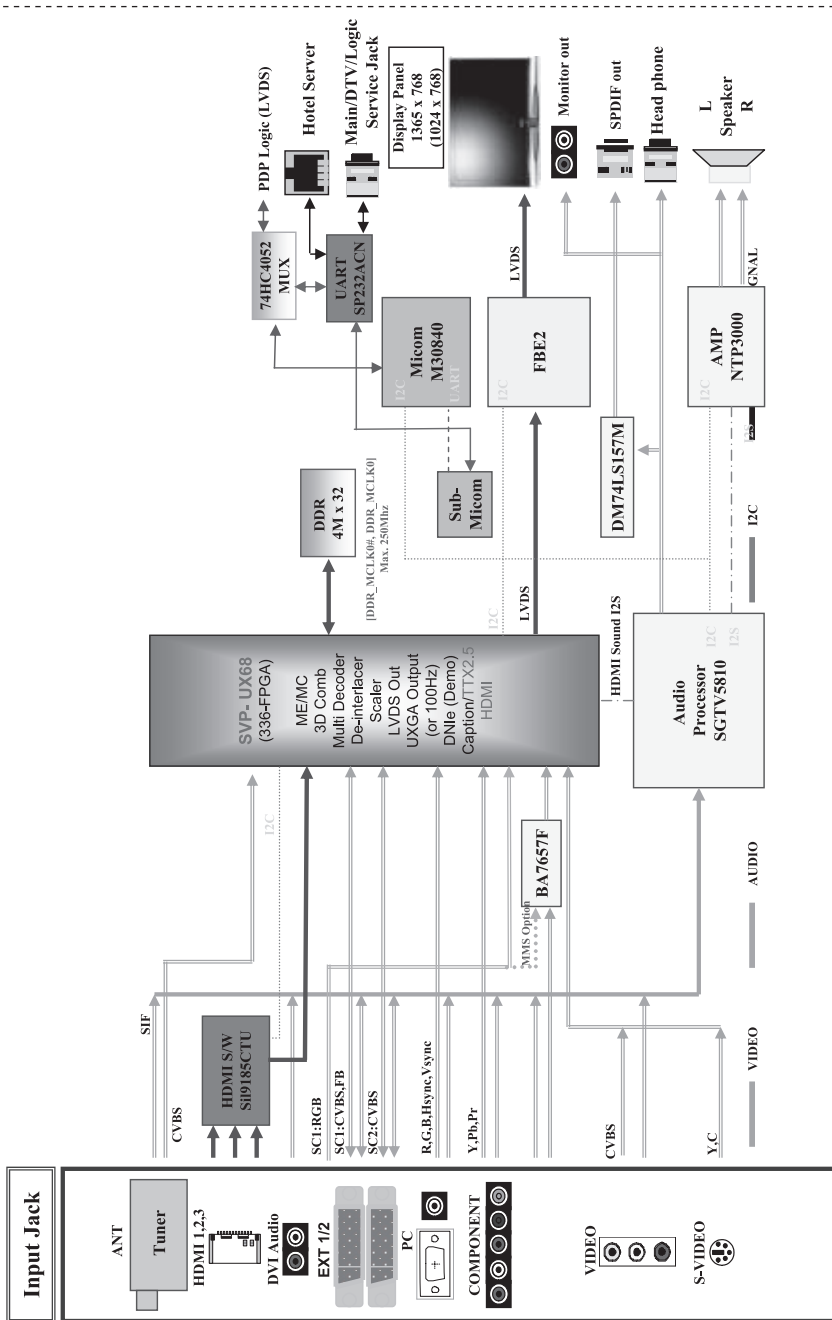 Input Jack
ANT
Tuner
HDMI 1,2,3
DVI Audio
EXT 1/2
PC
COMPONENT
VIDEO
S-VIDEO
SIF
CVBS
HDMI S/W
Sil9185CTU
SC1:RGB
SC1:CVBS,FB
SC2:CVBS
R,G,B,Hsync,Vsync
Y,Pb,Pr
CVBS
Y,C
VIDEO
AUDIO
I2C
I2C
MMS Option
BA7657F
SVP- UX68
(336-FPGA)
ME/MC
3D Comb
Multi Decoder
De-interlacer
Scaler
LVDS Out
UXGA Output
(or 100Hz)
DNIe (Demo)
Caption/TTX2.5
HDMI
HDMI Sound I2S
Audio
Processor
SGTV5810
I2C
I2S
DDR
4M x 32
[DDR_MCLK0#, DDR_MCLK0]
Max. 250Mhz
I2C
LVDS
Sub-
Micom
DM74LS157M
74HC4052
MUX
UART
SP232ACN
Micom
M30840
I2C
UART
FBE2
I2C
LVDS
AMP
NTP3000
I2C
I2S
GNAL
PDP Logic (LVDS)
Hotel Server
Main/DTV/Logic
Service Jack
Display Panel
1365 x 768
(1024 x 768)
Monitor out
SPDIF out
Head phone
L
Speaker
R